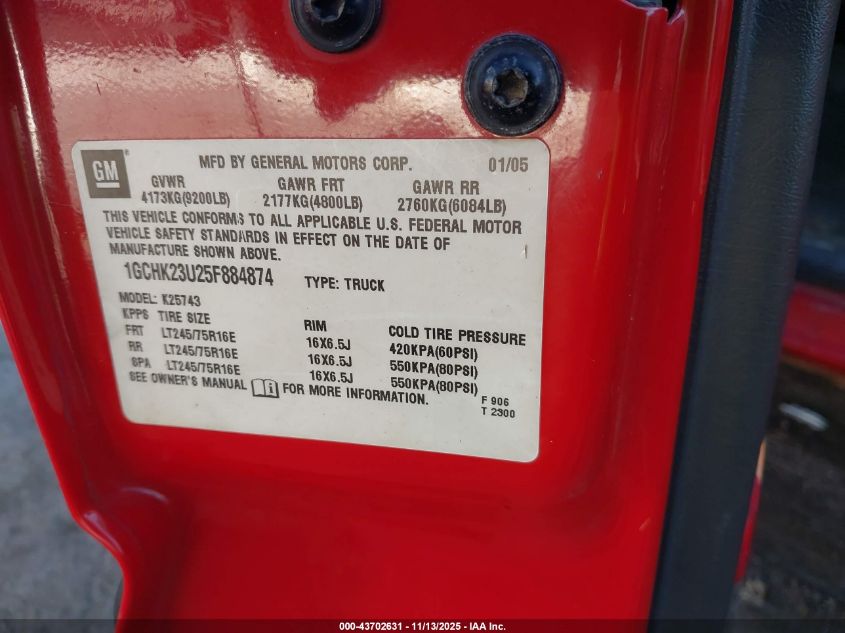 GM
MFD BY GENERAL MOTORS CORP. 01/05
GVWR GAWR FRT GAWR RR
4173KG(9200LB) 2177KG(4800LB) 2760KG(6084LB)
THIS VEHICLE CONFORMS TO ALL APPLICABLE U.S. FEDERAL MOTOR
VEHICLE SAFETY STANDARDS IN EFFECT ON THE DATE OF
MANUFACTURE SHOWN ABOVE.
1GCHK23U25F884874 TYPE: TRUCK
MODEL: K25743
KPPS TIRE SIZE RIM COLD TIRE PRESSURE
FRT LT245/75R16E 16X6.5J 420KPA(60PSI)
RR LT245/75R16E 16X6.5J 550KPA(80PSI)
SPA LT245/75R16E 16X6.5J 550KPA(80PSI)
SEE OWNER'S MANUAL FOR MORE INFORMATION.
F 906
T 2300
000-43702631 - 11/13/2025 - IAA Inc.